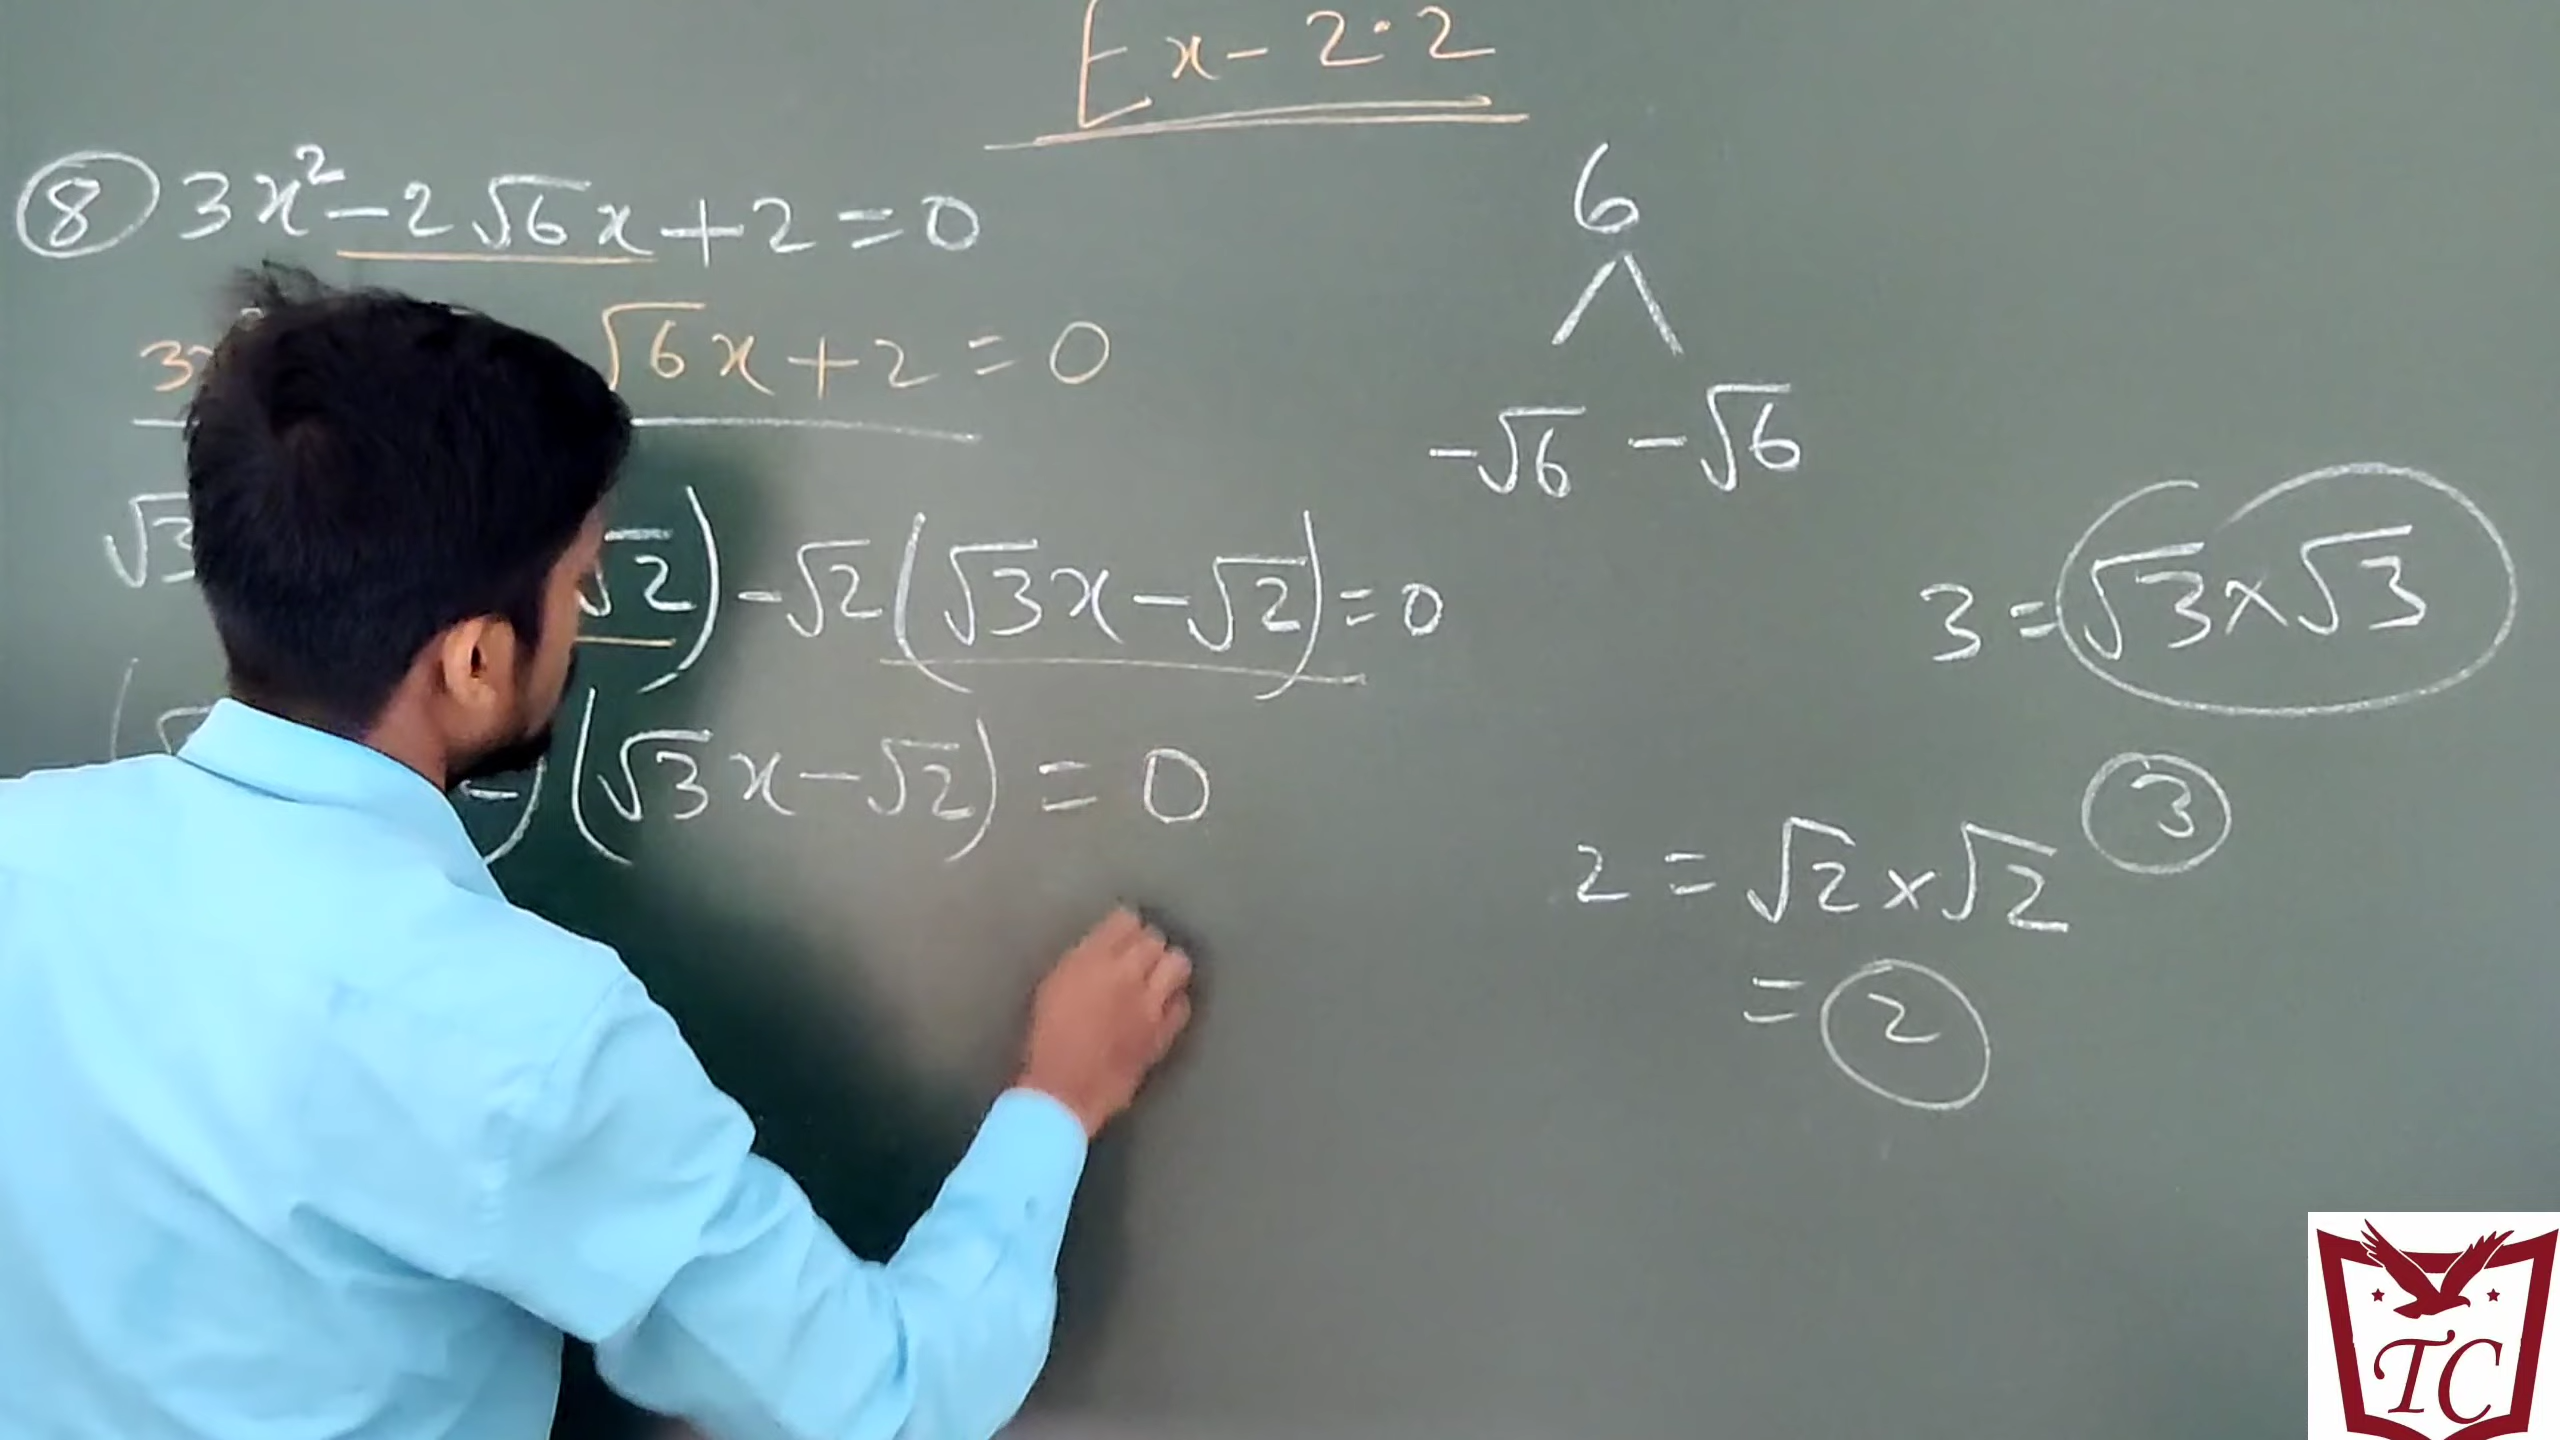 Ex-2·2
8 3x²-2√6x+2=0
√6x+2=0
√3 √2)-√2(√3x-√2)=0
(√ )(√3x-√2)=0
6
-√6 -√6
3=√3×√3
3
2=√2×√2
=2
TC